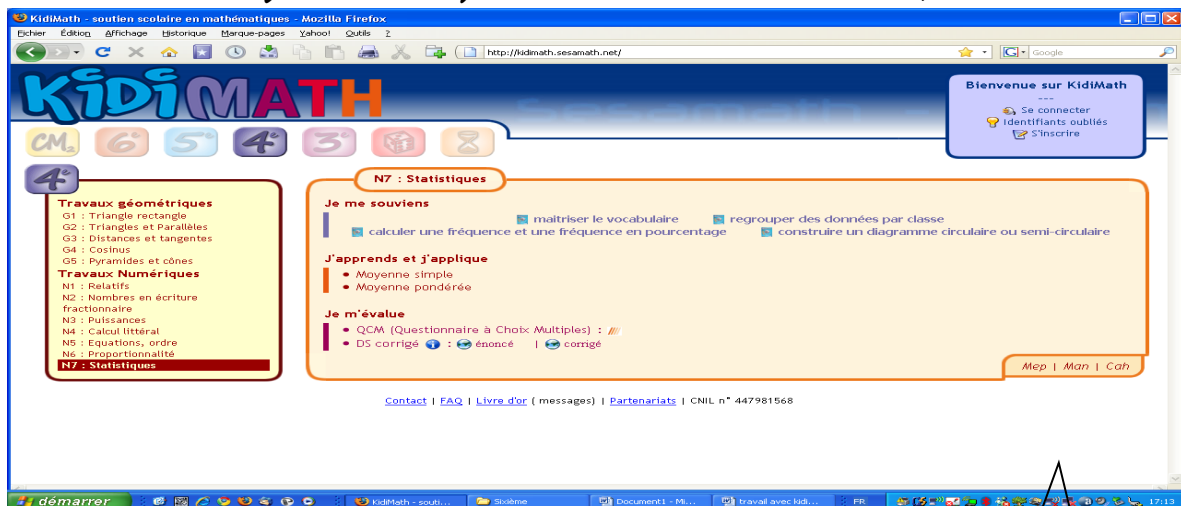 KidiMath - soutien scolaire en mathématiques - Mozilla Firefox
Fichier Édition Affichage Historique Marque-pages Yahoo! Outils ?
http://kidimath.sesamath.net/
Google
KiDiMATH
Sesamath
Bienvenue sur KidiMath
---
Se connecter
Identifiants oubliés
S'inscrire
CM2 6e 5e 4e 3e
4e
Travaux géométriques
G1 : Triangle rectangle
G2 : Triangles et Parallèles
G3 : Distances et tangentes
G4 : Cosinus
G5 : Pyramides et cônes
Travaux Numériques
N1 : Relatifs
N2 : Nombres en écriture
fractionnaire
N3 : Puissances
N4 : Calcul littéral
N5 : Equations, ordre
N6 : Proportionnalité
N7 : Statistiques
N7 : Statistiques
Je me souviens
maitriser le vocabulaire regrouper des données par classe
calculer une fréquence et une fréquence en pourcentage construire un diagramme circulaire ou semi-circulaire
J'apprends et j'applique
• Moyenne simple
• Moyenne pondérée
Je m'évalue
• QCM (Questionnaire à Choix Multiples) :
• DS corrigé : énoncé | corrigé
Mep | Man | Cah
Contact | FAQ | Livre d'or ( messages) | Partenariats | CNIL n° 447981568
démarrer KidiMath - souti... Sixième Document1 - Mi... travail avec kidi... FR 17:13